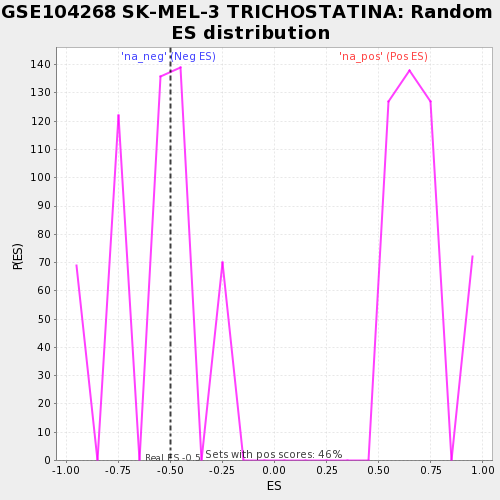 GSE104268 SK-MEL-3 TRICHOSTATINA: Random
ES distribution
'na_neg' (Neg ES)
'na_pos' (Pos ES)
140
130
120
110
100
90
80
70
60
50
40
30
20
10
0
P(ES)
Real ES -0.5
Sets with pos scores: 46%
-1.00 -0.75 -0.50 -0.25 0.00 0.25 0.50 0.75 1.00
ES